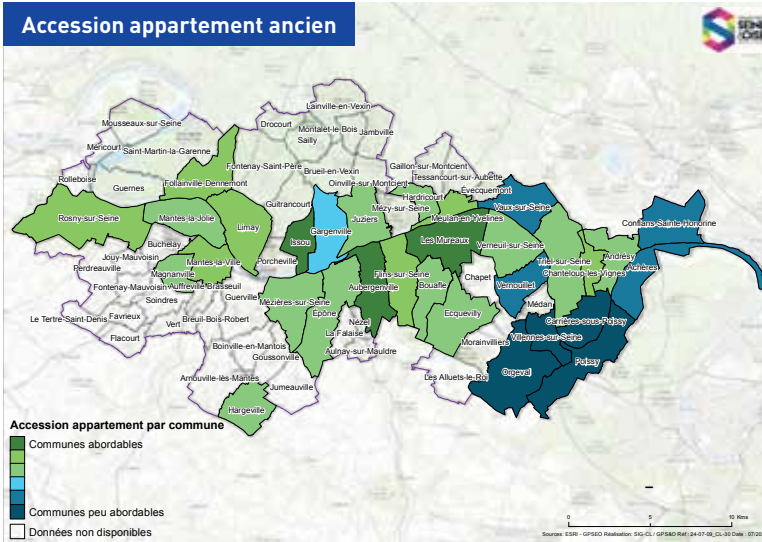 Accession appartement ancien
SEINE
Lainville-en-Vexin
Mousseaux-sur-Seine
Drocourt
Montalet-le-Bois
Jambville
Sailly
Méricourt
Saint-Martin-la-Garenne
Fontenay-Saint-Père
Brueil-en-Vexin
Gaillon-sur-Montcient
Tessancourt-sur-Aubette
Rolleboise
Follainville-Dennemont
Oinville-sur-Montcient
Evecquemont
Guernes
Hardricourt
Guitrancourt
Mézy-sur-Seine
Vaux-sur-Seine
Rosny-sur-Seine
Mantes-la-Jolie
Juziers
Meulan-en-Yvelines
Conflans-Sainte-Honorine
Limay
Gargenville
Issou
Les Mureaux
Verneuil-sur-Seine
Buchelay
Jouy-Mauvoisin
Mantes-la-Ville
Porcheville
Triel-sur-Seine
Andrésy
Perdreauville
Magnanville
Flins-sur-Seine
Chapet
Chanteloup-les-Vignes
Achères
Fontenay-Mauvoisin
Auffreville-Brasseuil
Aubergenville
Bouafle
Vernouillet
Soindres
Guerville
Mézières-sur-Seine
Médan
Le Tertre-Saint-Denis
Favrieux
Breuil-Bois-Robert
Epône
Ecquevilly
Carrières-sous-Poissy
Vert
Nézel
La Falaise
Villennes-sur-Seine
Flacourt
Boinville-en-Mantois
Aulnay-sur-Mauldre
Morainvilliers
Goussonville
Poissy
Orgeval
Arnouville-lès-Mantes
Jumeauville
Les Alluets-le-Roi
Hargeville
Accession appartement par commune
Communes abordables
Communes peu abordables
Données non disponibles
0 5 10 Kms